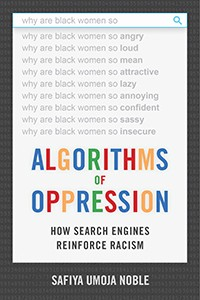 why are black women so
why are black women so angry
why are black women so loud
why are black women so mean
why are black women so attractive
why are black women so lazy
why are black women so annoying
why are black women so confident
why are black women so sassy
why are black women so insecure
ALGORITHMS
OF
OPPRESSION
HOW SEARCH ENGINES
REINFORCE RACISM
SAFIYA UMOJA NOBLE